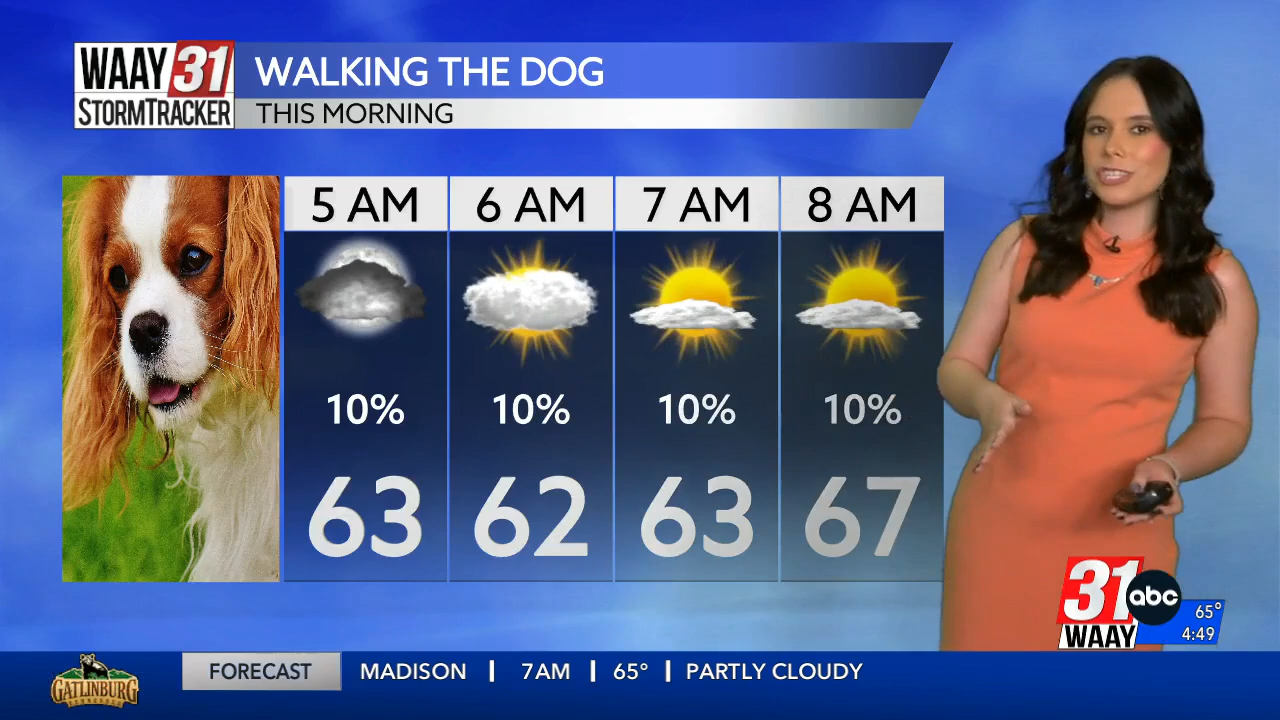 WAAY 31
STORMTRACKER
WALKING THE DOG
THIS MORNING
5 AM 6 AM 7 AM 8 AM
10% 10% 10% 10%
63 62 63 67
31 abc
WAAY
65°
4:49
GATLINBURG
TENNESSEE
FORECAST MADISON | 7AM | 65° | PARTLY CLOUDY